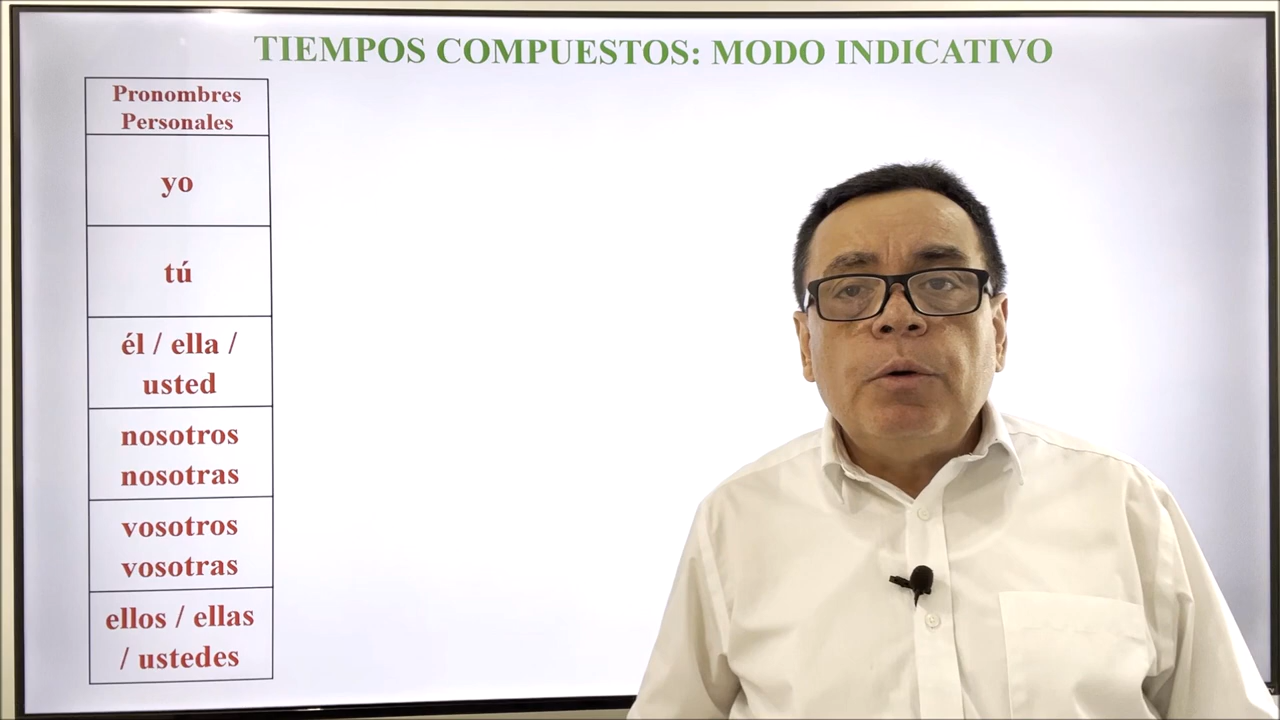 TIEMPOS COMPUESTOS: MODO INDICATIVO
Pronombres
Personales
yo
tú
él / ella /
usted
nosotros
nosotras
vosotros
vosotras
ellos / ellas
/ ustedes